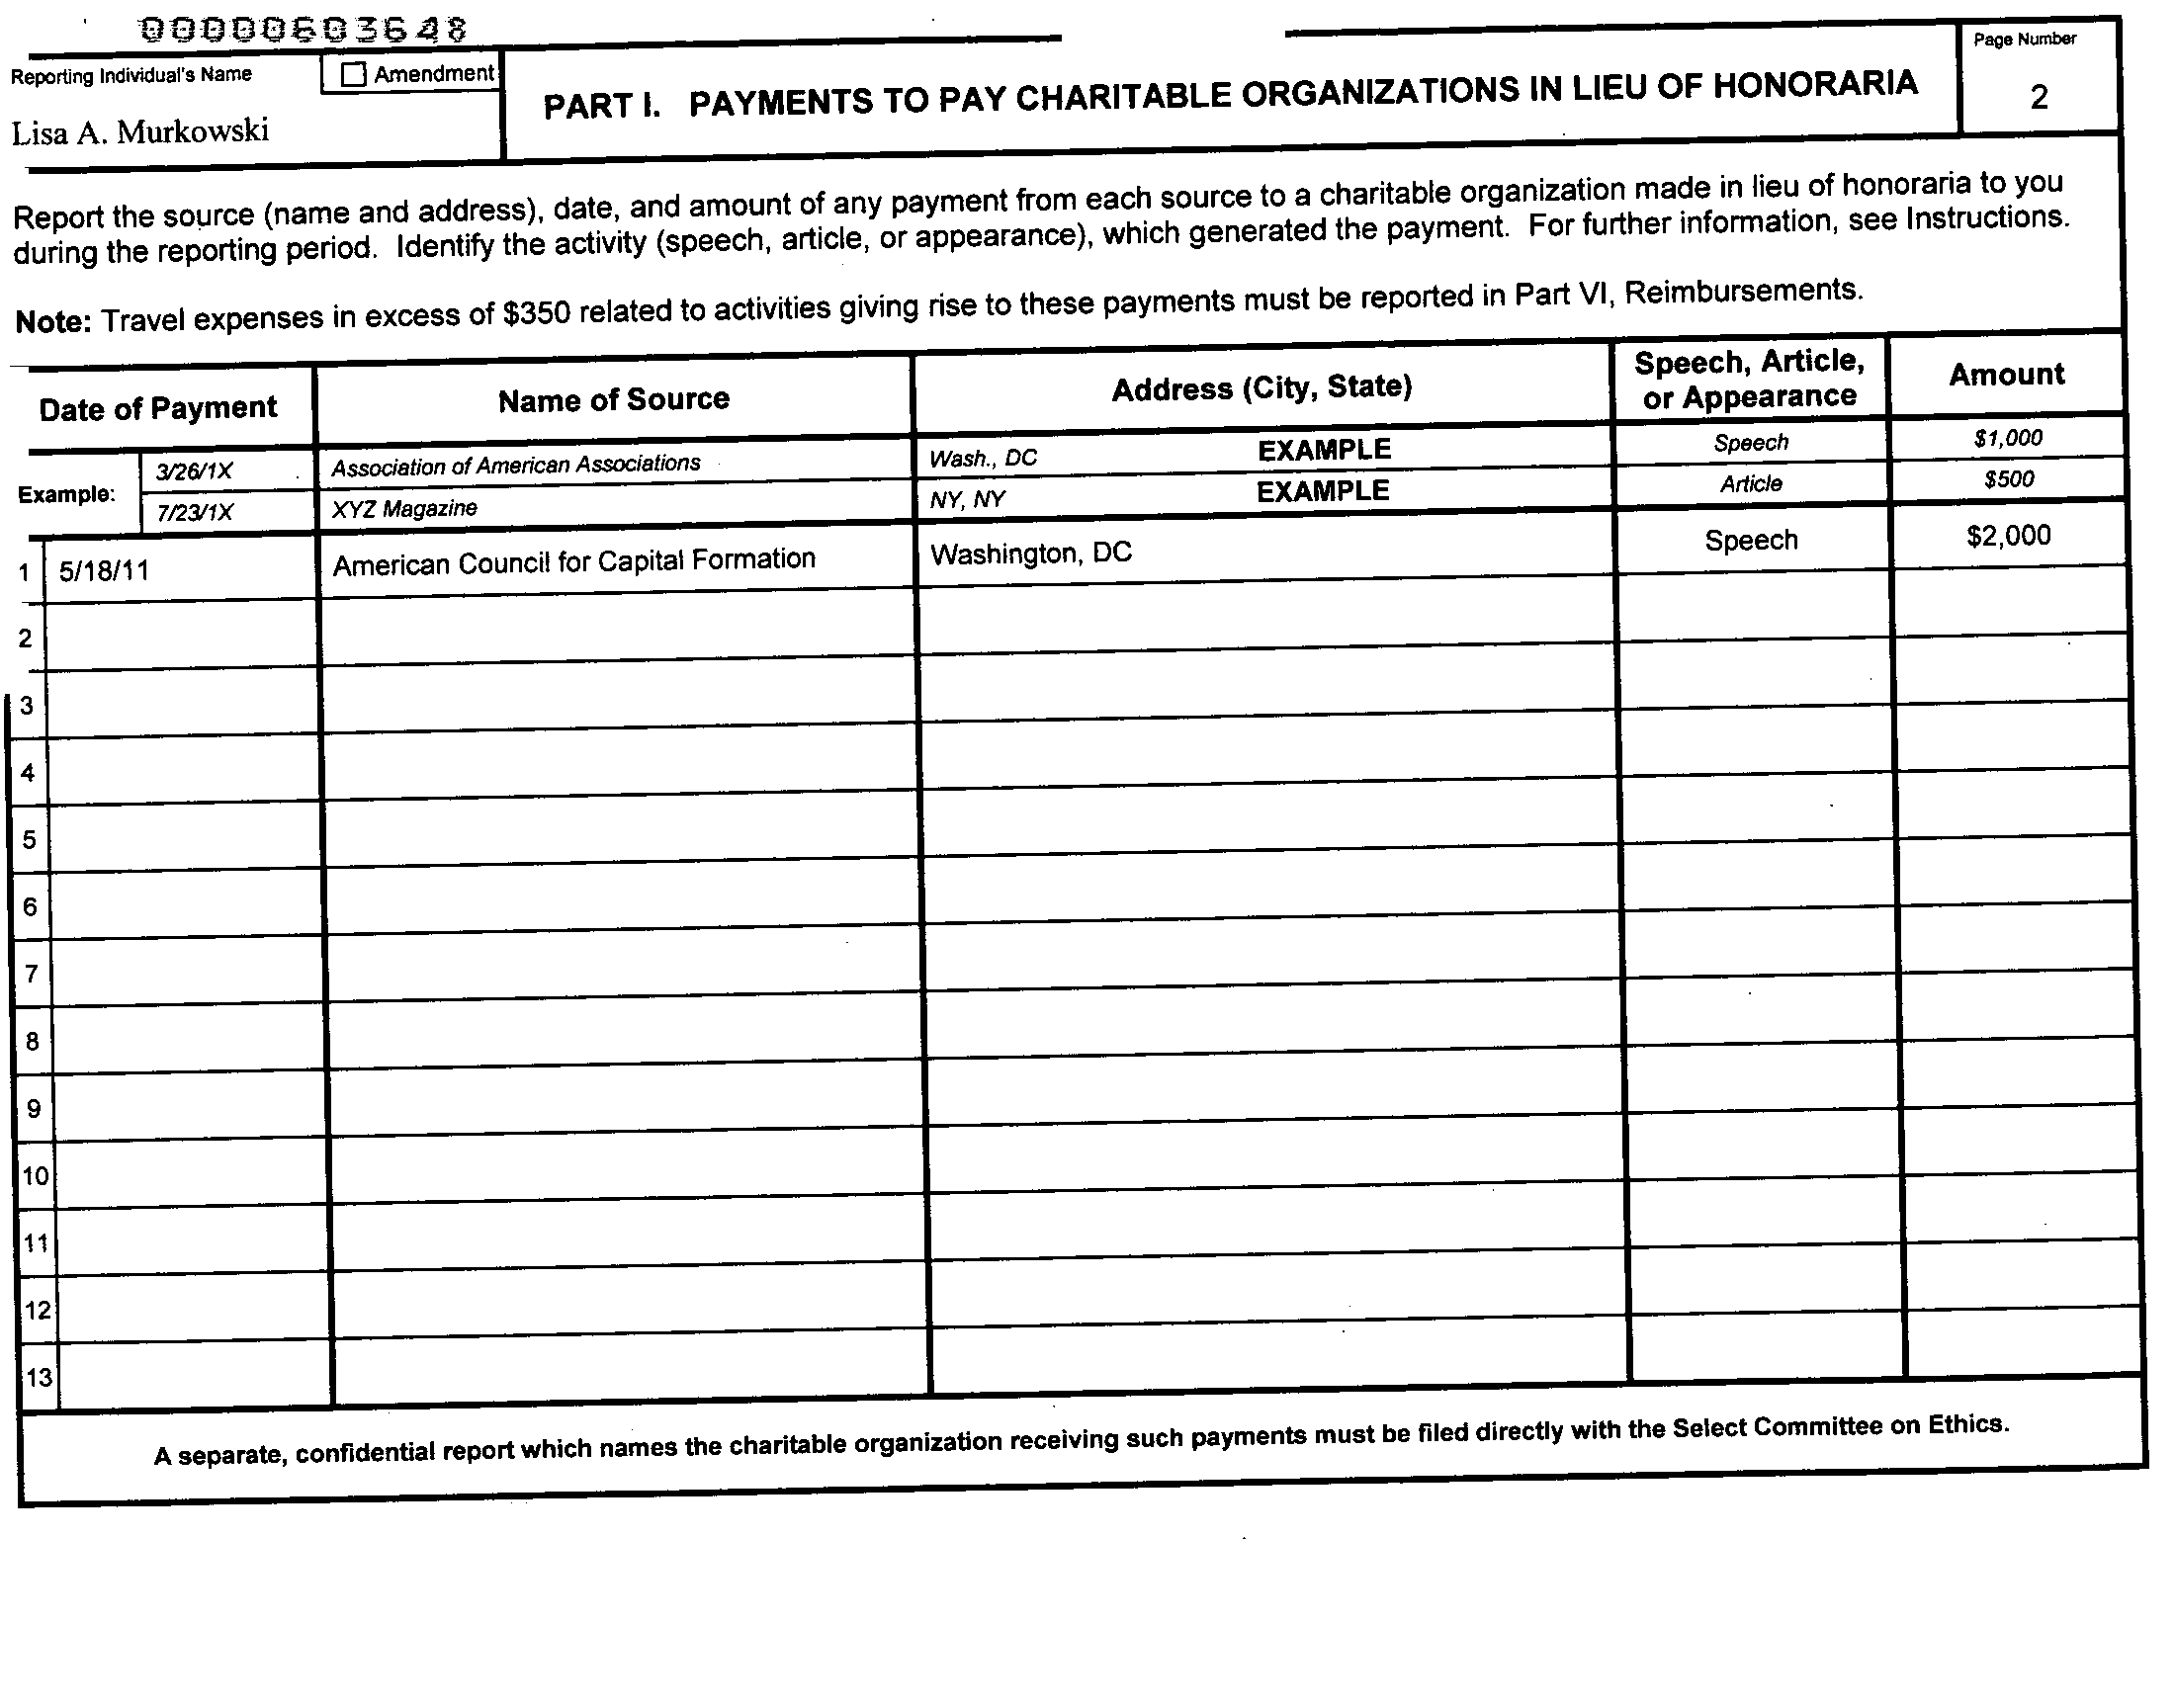 00000603648
Reporting Individual's Name
Amendment
Lisa A. Murkowski
PART I. PAYMENTS TO PAY CHARITABLE ORGANIZATIONS IN LIEU OF HONORARIA
Page Number
2
Report the source (name and address), date, and amount of any payment from each source to a charitable organization made in lieu of honoraria to you
during the reporting period. Identify the activity (speech, article, or appearance), which generated the payment. For further information, see Instructions.
Note: Travel expenses in excess of $350 related to activities giving rise to these payments must be reported in Part VI, Reimbursements.
Date of Payment Name of Source Address (City, State) Speech, Article, or Appearance Amount
Example: 3/26/1X Association of American Associations Wash., DC EXAMPLE Speech $1,000
7/23/1X XYZ Magazine NY, NY EXAMPLE Article $500
1 5/18/11 American Council for Capital Formation Washington, DC Speech $2,000
2
3
4
5
6
7
8
9
10
11
12
13
A separate, confidential report which names the charitable organization receiving such payments must be filed directly with the Select Committee on Ethics.